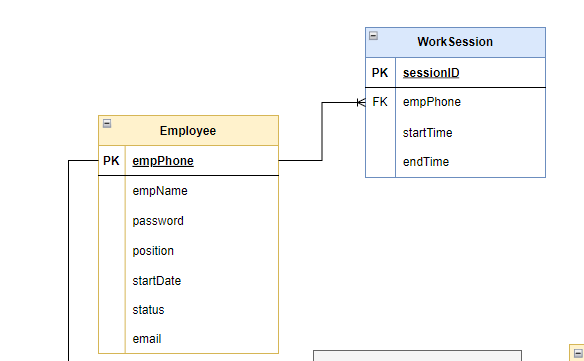 WorkSession
PK sessionID
FK empPhone
startTime
endTime
Employee
PK empPhone
empName
password
position
startDate
status
email